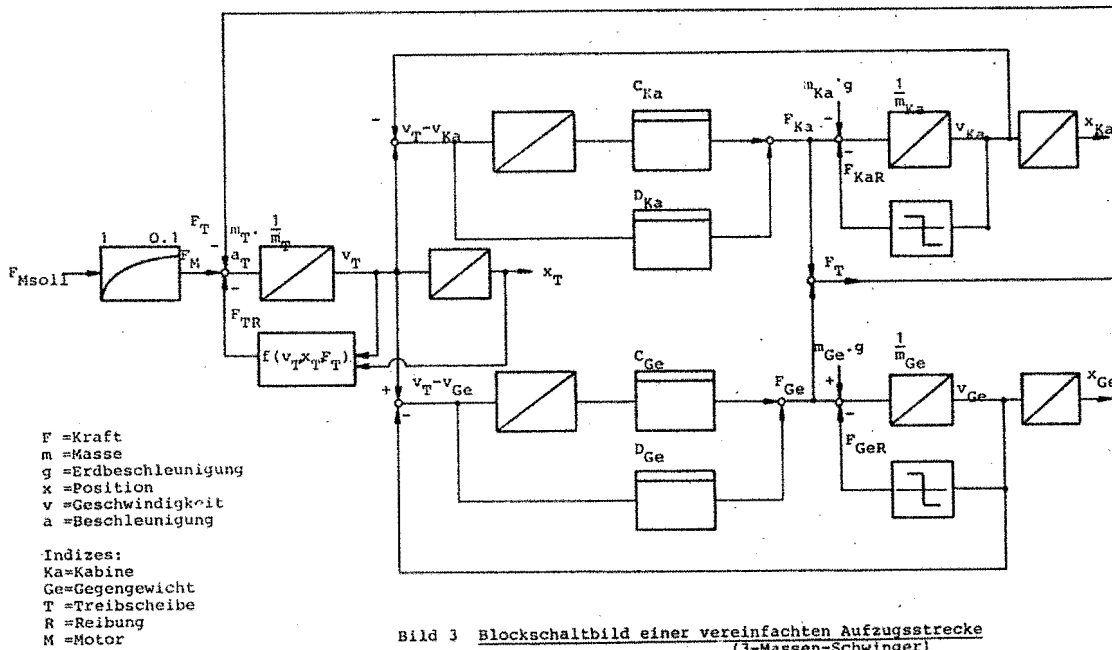 C_Ka
m_Ka·g
1/m_Ka
-
v_T-v_Ka
F_Ka
-
v_Ka
x_Ka
-
F_KaR
D_Ka
F_T
m_T·
1/m_T
1
0.1
-
F_Msoll
F_M
a_T
v_T
-
x_T
F_T
F_TR
f(v_T,x_T,F_T)
m_Ge·g
1/m_Ge
C_Ge
+
v_T-v_Ge
F_Ge
+
v_Ge
x_Ge
-
-
F_GeR
D_Ge
F =Kraft
m =Masse
g =Erdbeschleunigung
x =Position
v =Geschwindigkeit
a =Beschleunigung
Indizes:
Ka=Kabine
Ge=Gegengewicht
T =Treibscheibe
R =Reibung
M =Motor
Bild 3 Blockschaltbild einer vereinfachten Aufzugsstrecke
(3-Massen-Schwinger)